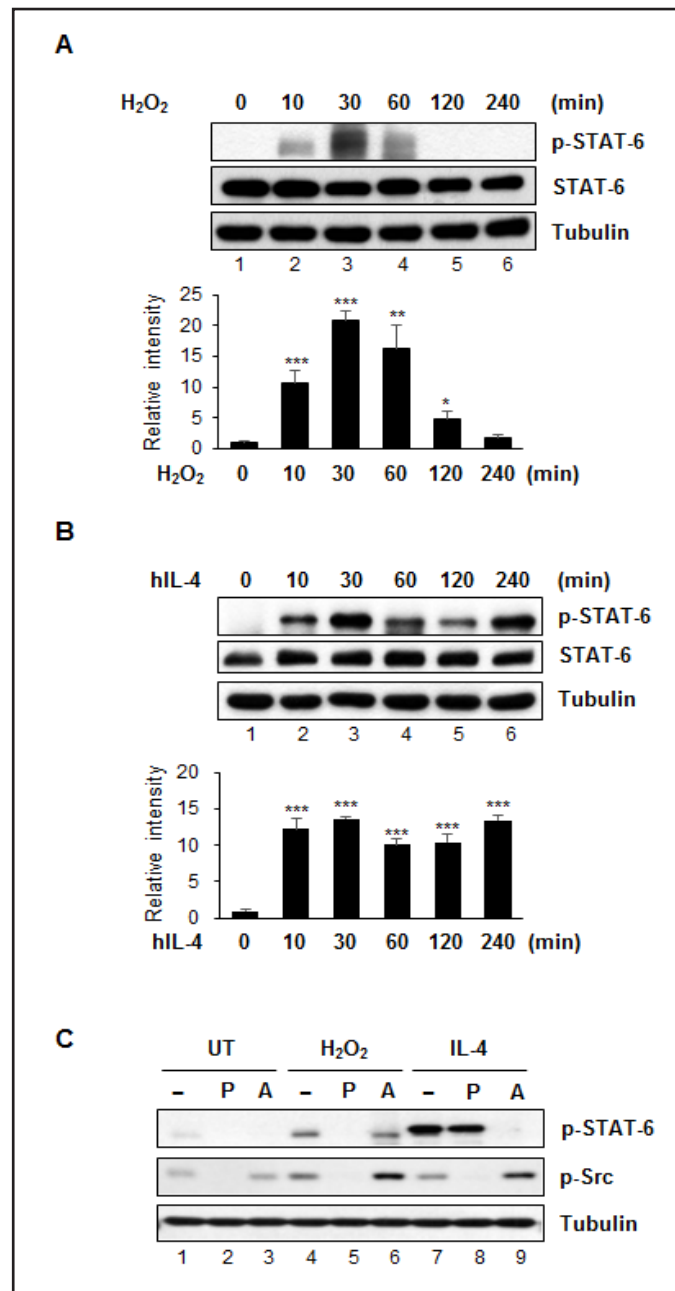 A
H₂O₂ 0 10 30 60 120 240 (min)
p-STAT-6
STAT-6
Tubulin
1 2 3 4 5 6
Relative intensity
25
20
15
10
5
0
*** *** ** *
H₂O₂ 0 10 30 60 120 240 (min)
B
hIL-4 0 10 30 60 120 240 (min)
p-STAT-6
STAT-6
Tubulin
1 2 3 4 5 6
Relative intensity
20
15
10
5
0
*** *** *** *** ***
hIL-4 0 10 30 60 120 240 (min)
C
UT H₂O₂ IL-4
– P A – P A – P A
p-STAT-6
p-Src
Tubulin
1 2 3 4 5 6 7 8 9